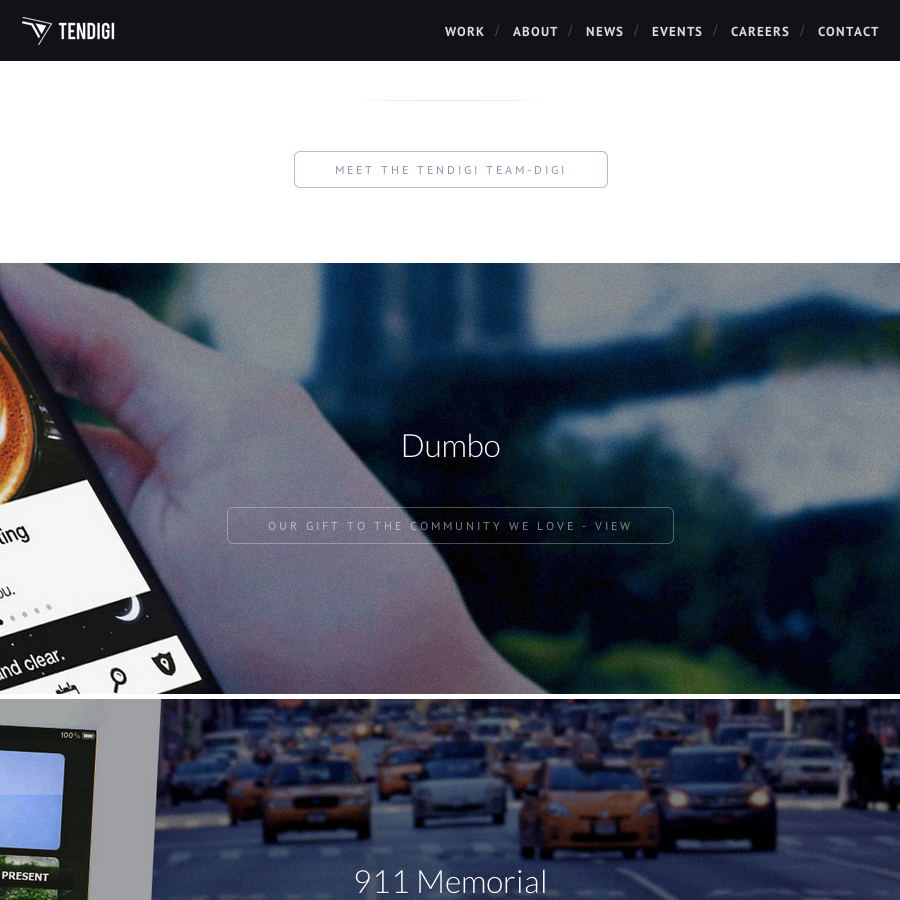 TENDIGI
WORK / ABOUT / NEWS / EVENTS / CAREERS / CONTACT
MEET THE TENDIGI TEAM-DIGI
Dumbo
OUR GIFT TO THE COMMUNITY WE LOVE - VIEW
ting
ou.
nd clear.
100%
PRESENT
911 Memorial